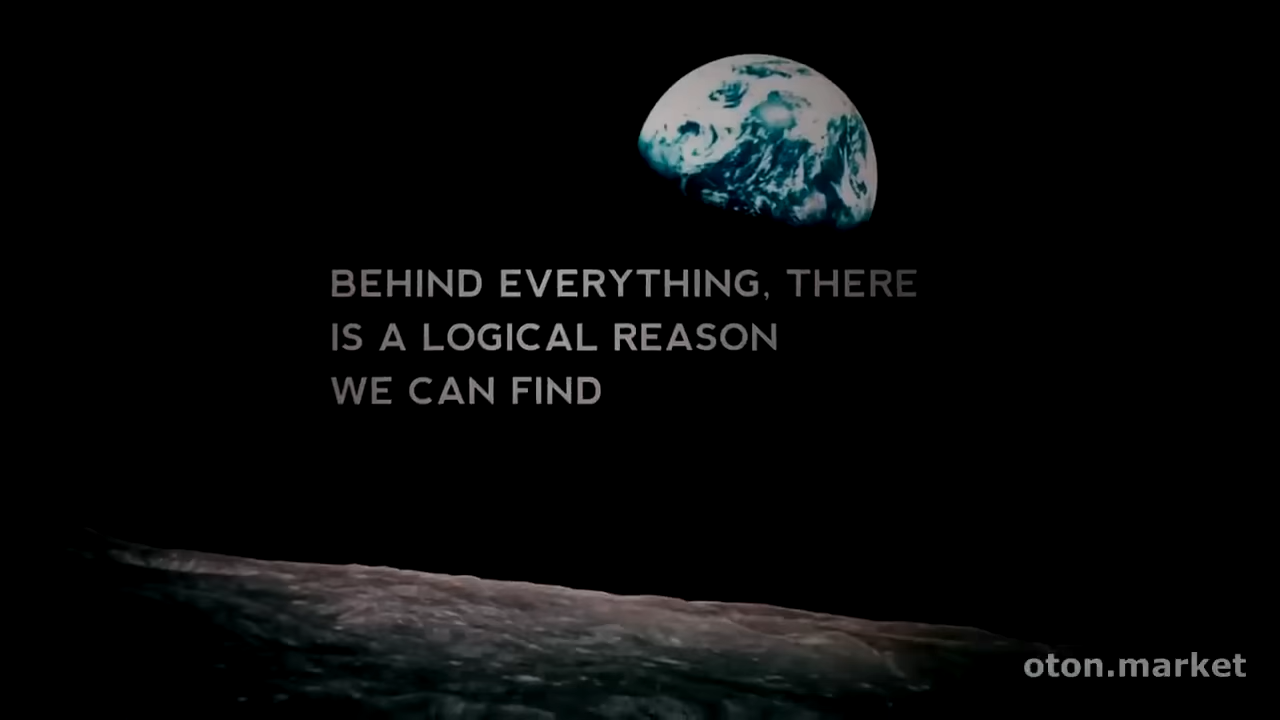 BEHIND EVERYTHING, THERE
IS A LOGICAL REASON
WE CAN FIND
oton.market